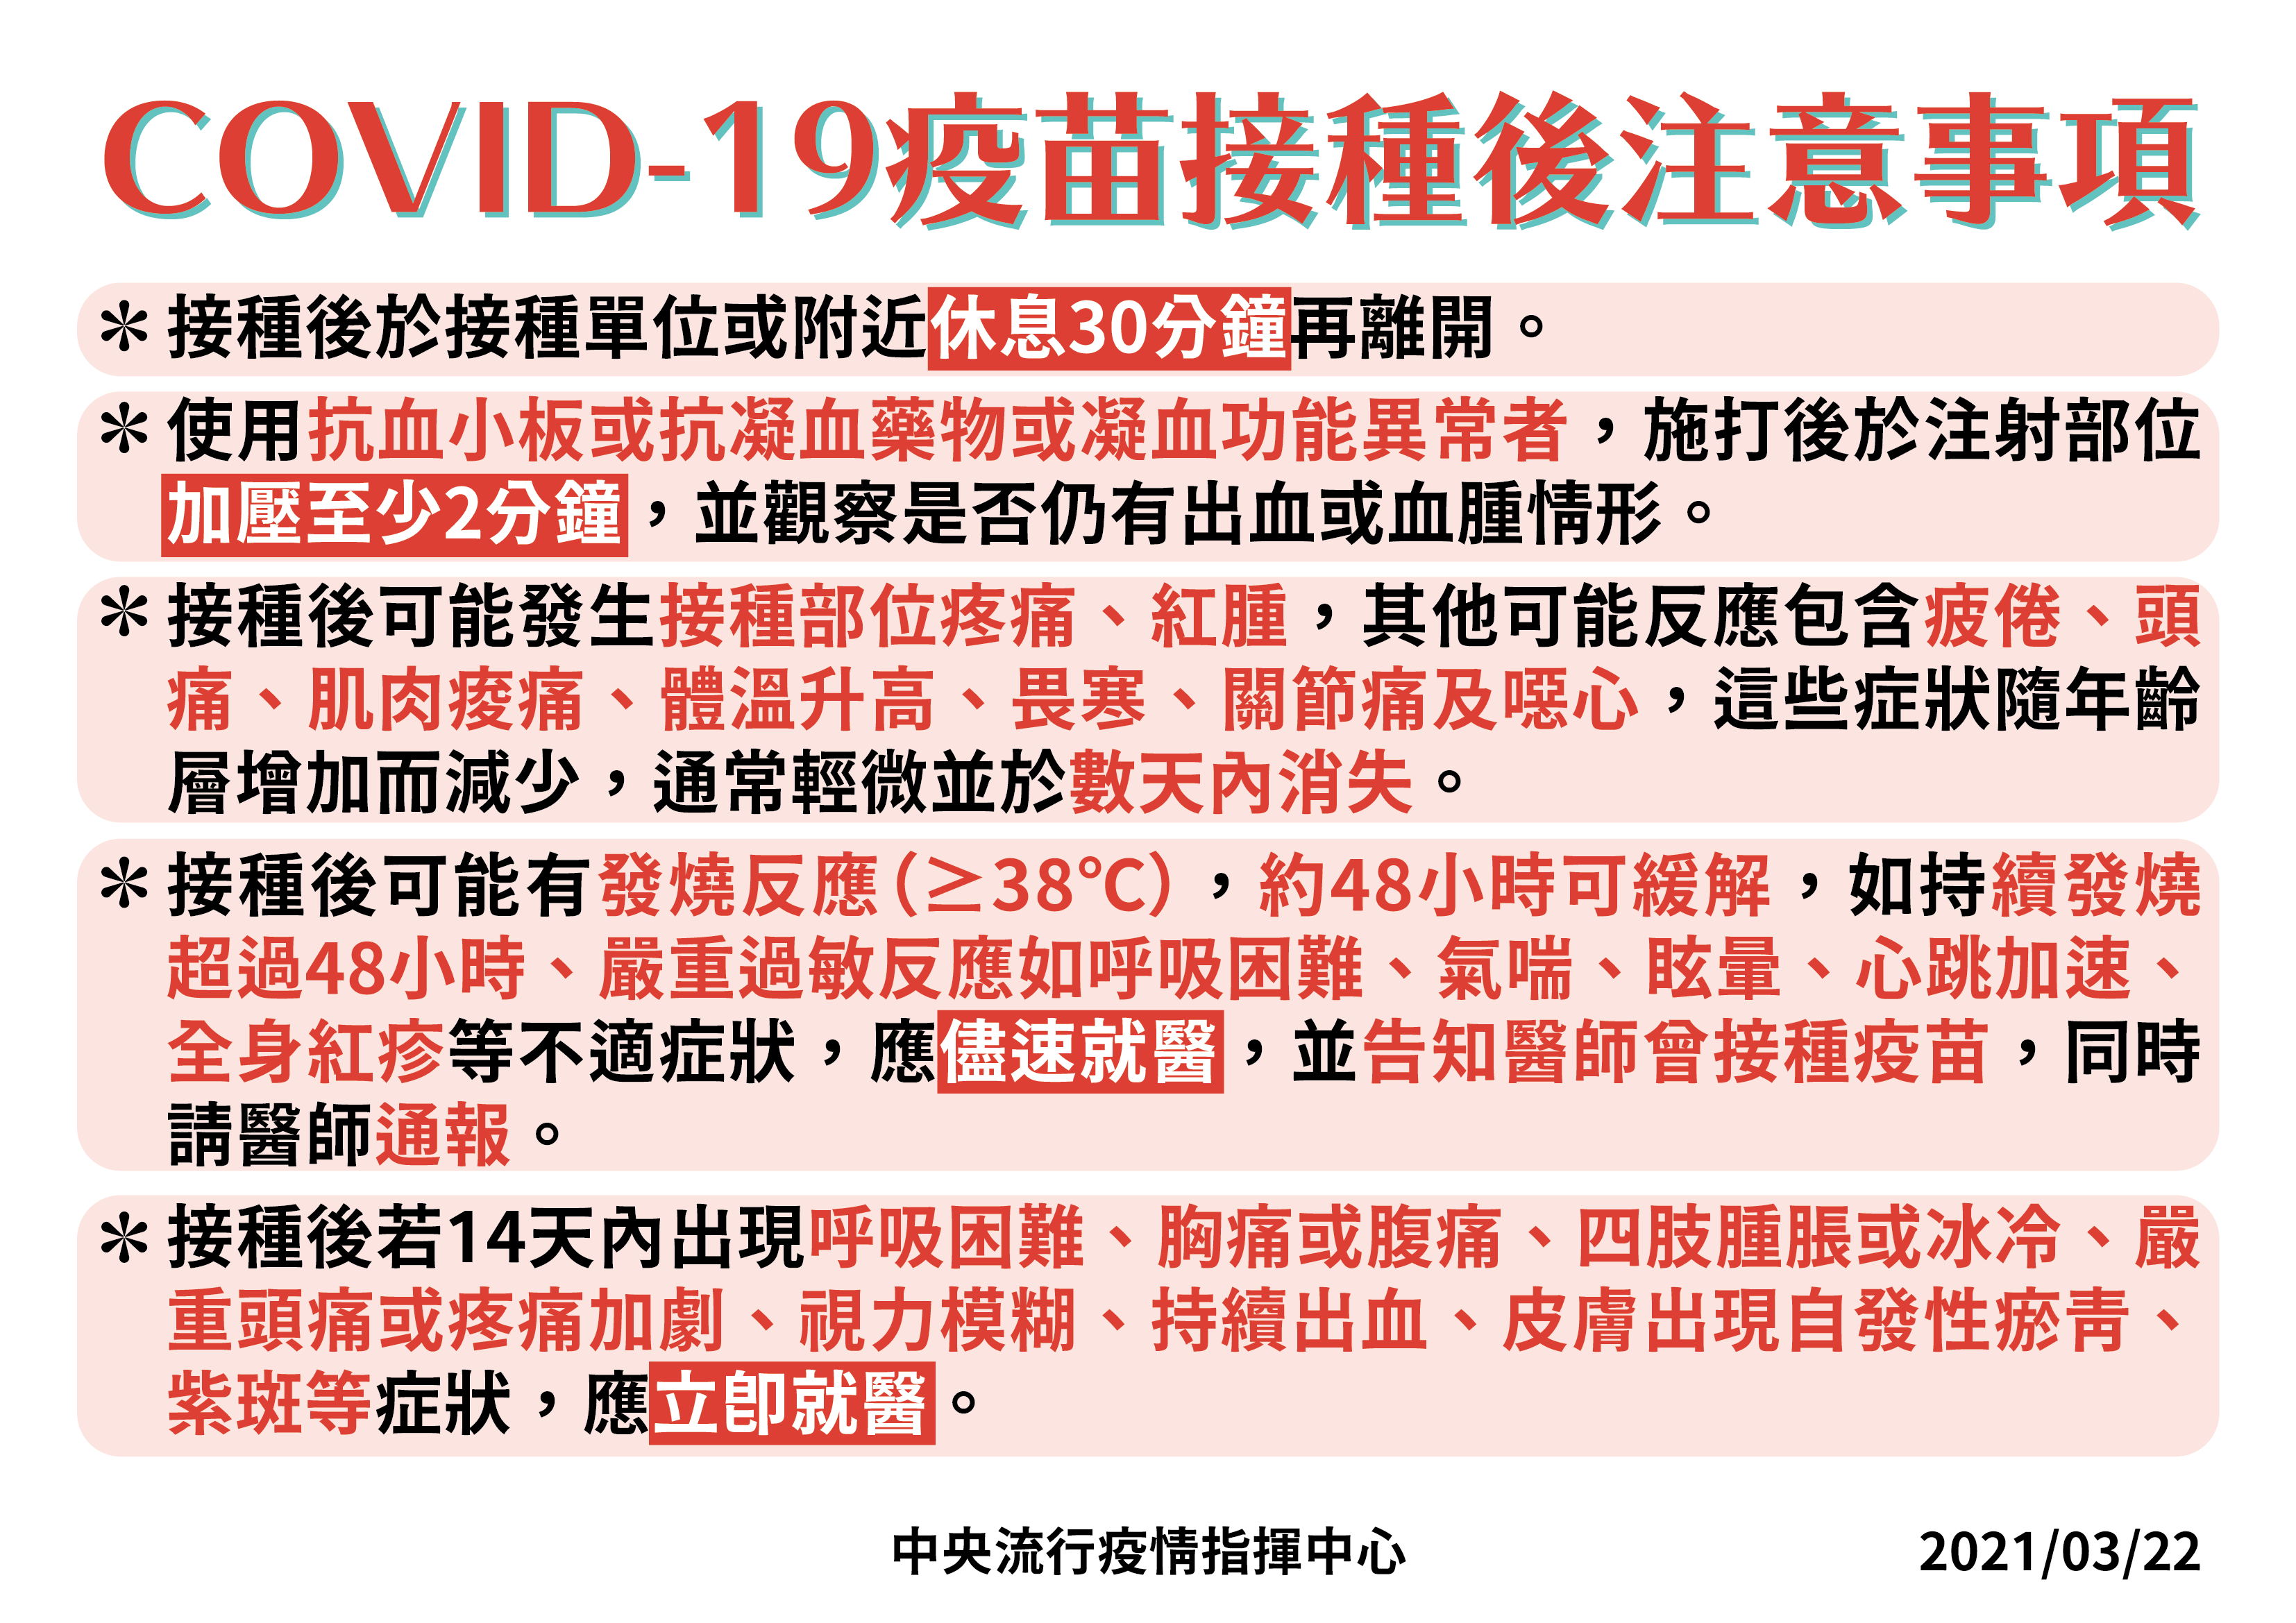 COVID-19疫苗接種後注意事項
＊接種後於接種單位或附近休息30分鐘再離開。
＊使用抗血小板或抗凝血藥物或凝血功能異常者，施打後於注射部位
加壓至少2分鐘，並觀察是否仍有出血或血腫情形。
＊接種後可能發生接種部位疼痛、紅腫，其他可能反應包含疲倦、頭
痛、肌肉痠痛、體溫升高、畏寒、關節痛及噁心，這些症狀隨年齡
層增加而減少，通常輕微並於數天內消失。
＊接種後可能有發燒反應（≥38℃），約48小時可緩解，如持續發燒
超過48小時、嚴重過敏反應如呼吸困難、氣喘、眩暈、心跳加速、
全身紅疹等不適症狀，應儘速就醫，並告知醫師曾接種疫苗，同時
請醫師通報。
＊接種後若14天內出現呼吸困難、胸痛或腹痛、四肢腫脹或冰冷、嚴
重頭痛或疼痛加劇、視力模糊、持續出血、皮膚出現自發性瘀青、
紫斑等症狀，應立即就醫。
中央流行疫情指揮中心
2021/03/22